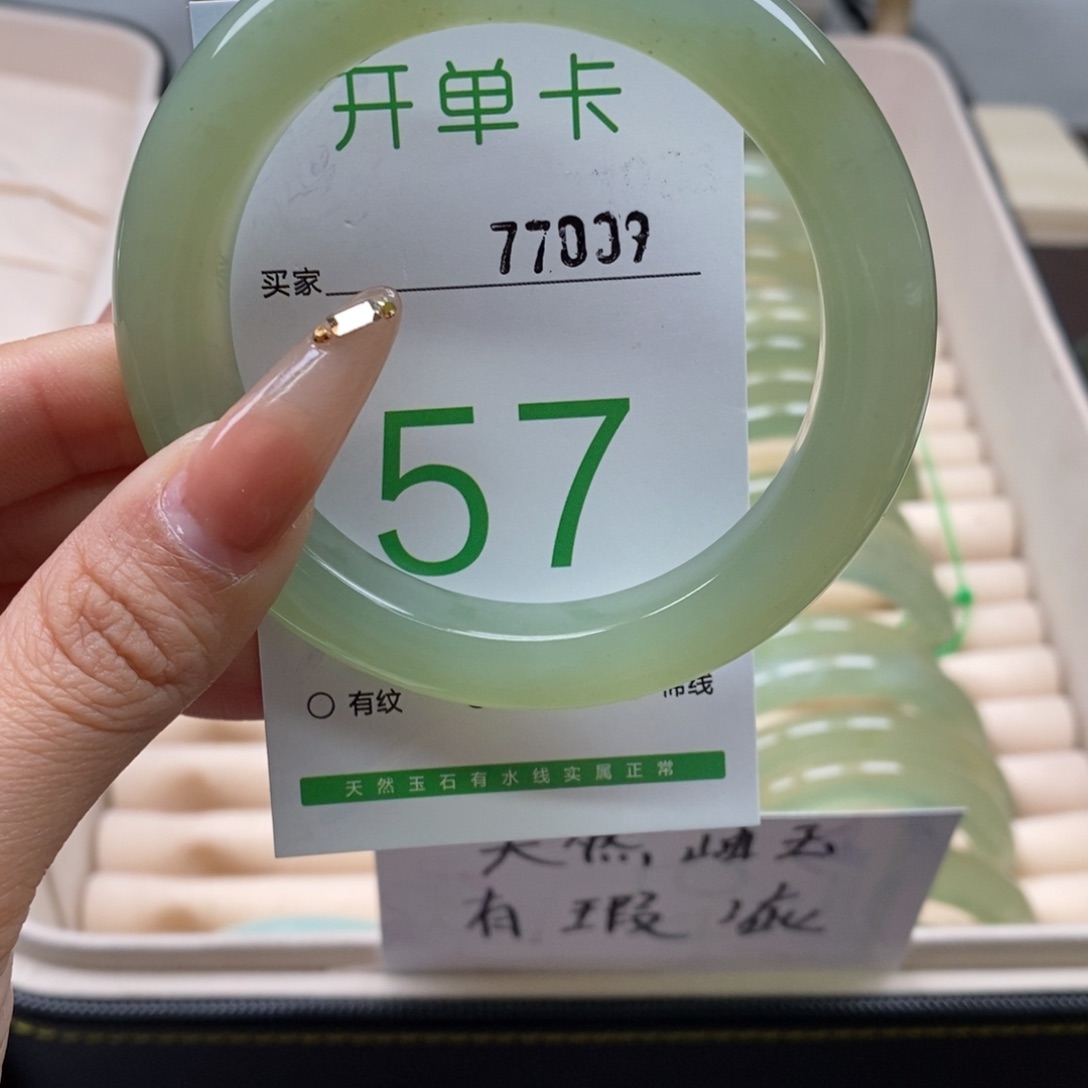 开单卡
买家 77009
57
○ 有纹
天然玉石有水线实属正常
有瑕疵